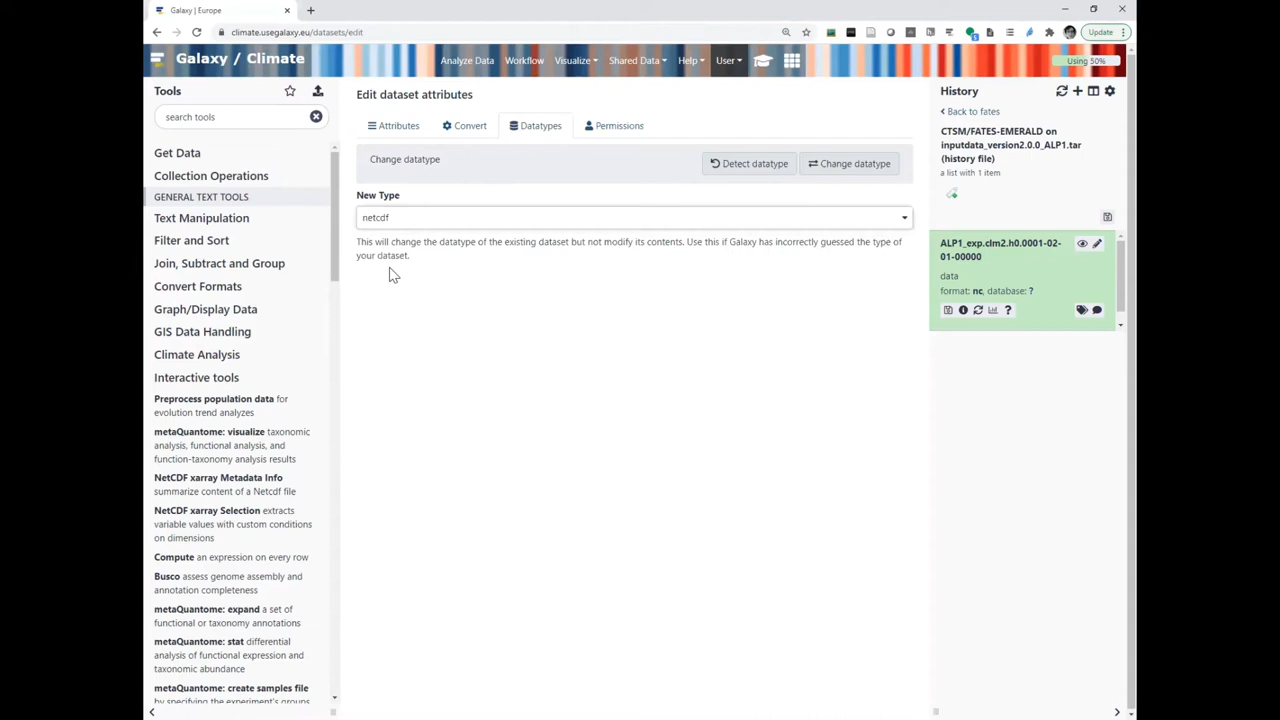 Galaxy | Europe
climate.usegalaxy.eu/datasets/edit
Update
Galaxy / Climate
Analyze Data
Workflow
Visualize
Shared Data
Help
User
Using 50%
Tools
search tools
Get Data
Collection Operations
GENERAL TEXT TOOLS
Text Manipulation
Filter and Sort
Join, Subtract and Group
Convert Formats
Graph/Display Data
GIS Data Handling
Climate Analysis
Interactive tools
Preprocess population data for
evolution trend analyzes
metaQuantome: visualize taxonomic
analysis, functional analysis, and
function-taxonomy analysis results
NetCDF xarray Metadata Info
summarize content of a Netcdf file
NetCDF xarray Selection extracts
variable values with custom conditions
on dimensions
Compute an expression on every row
Busco assess genome assembly and
annotation completeness
metaQuantome: expand a set of
functional or taxonomy annotations
metaQuantome: stat differential
analysis of functional expression and
taxonomic abundance
metaQuantome: create samples file
by specifying the experiment's groups
Edit dataset attributes
Attributes
Convert
Datatypes
Permissions
Change datatype
Detect datatype
Change datatype
New Type
netcdf
This will change the datatype of the existing dataset but not modify its contents. Use this if Galaxy has incorrectly guessed the type of
your dataset.
History
Back to fates
CTSM/FATES-EMERALD on
inputdata_version2.0.0_ALP1.tar
(history file)
a list with 1 item
ALP1_exp.clm2.h0.0001-02-
01-00000
data
format: nc, database: ?